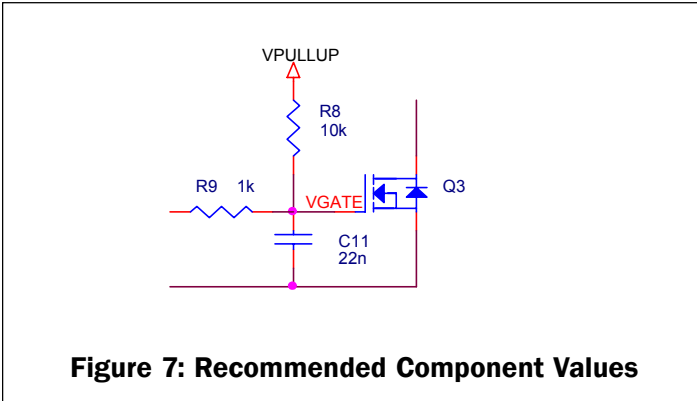 VPULLUP
R8
10k
R9 1k
VGATE
Q3
C11
22n
Figure 7: Recommended Component Values